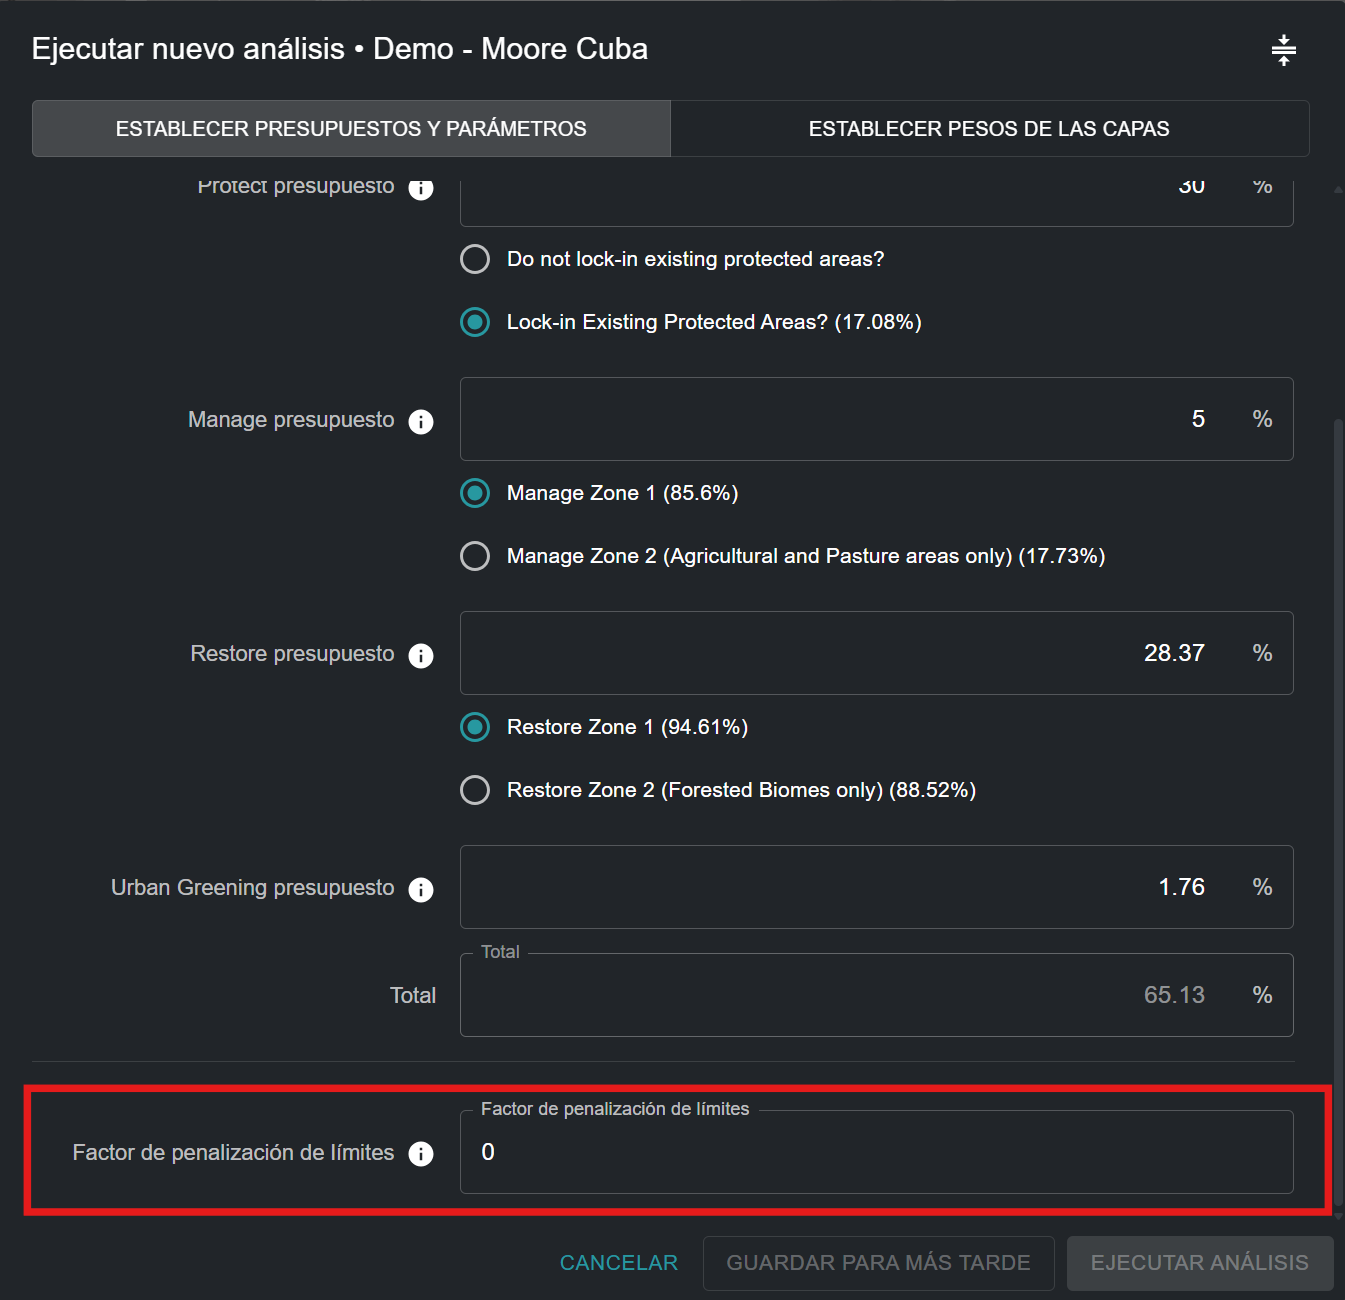 Ejecutar nuevo análisis • Demo - Moore Cuba
ESTABLECER PRESUPUESTOS Y PARÁMETROS
ESTABLECER PESOS DE LAS CAPAS
Protect presupuesto
30 %
Do not lock-in existing protected areas?
Lock-in Existing Protected Areas? (17.08%)
Manage presupuesto
5 %
Manage Zone 1 (85.6%)
Manage Zone 2 (Agricultural and Pasture areas only) (17.73%)
Restore presupuesto
28.37 %
Restore Zone 1 (94.61%)
Restore Zone 2 (Forested Biomes only) (88.52%)
Urban Greening presupuesto
1.76 %
Total
Total
65.13 %
Factor de penalización de límites
Factor de penalización de límites
0
CANCELAR
GUARDAR PARA MÁS TARDE
EJECUTAR ANÁLISIS